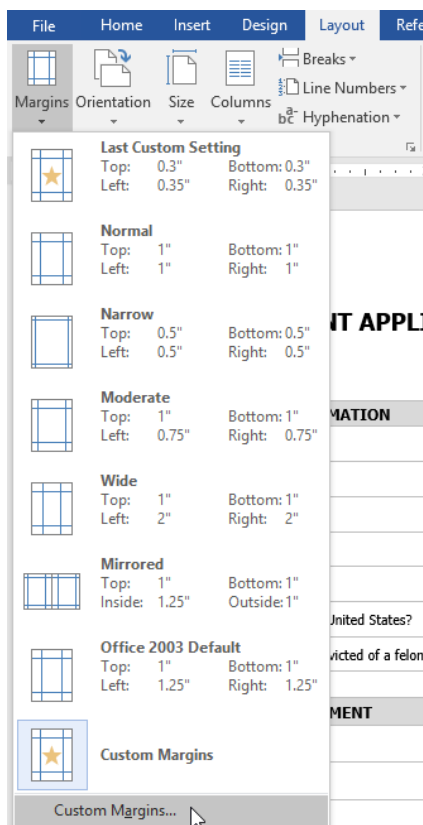 File Home Insert Design Layout Refe
Breaks
Line Numbers
Margins Orientation Size Columns
bc Hyphenation
Last Custom Setting
Top: 0.3" Bottom: 0.3"
Left: 0.35" Right: 0.35"
Normal
Top: 1" Bottom: 1"
Left: 1" Right: 1"
Narrow
Top: 0.5" Bottom: 0.5"
Left: 0.5" Right: 0.5"
NT APPLI
Moderate
Top: 1" Bottom: 1"
Left: 0.75" Right: 0.75"
MATION
Wide
Top: 1" Bottom: 1"
Left: 2" Right: 2"
Mirrored
Top: 1" Bottom: 1"
Inside: 1.25" Outside: 1"
United States?
Office 2003 Default
Top: 1" Bottom: 1"
Left: 1.25" Right: 1.25"
victed of a felon
MENT
Custom Margins
Custom Margins...